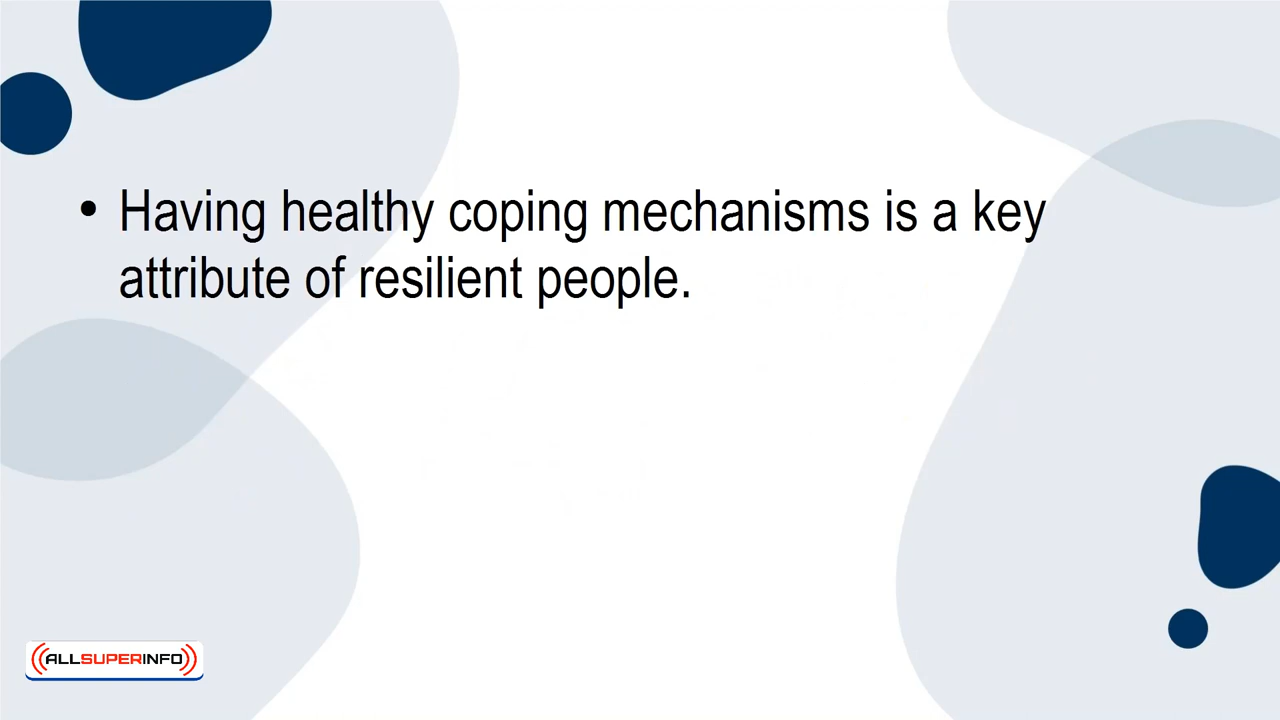 • Having healthy coping mechanisms is a key
attribute of resilient people.
ALLSUPERINFO